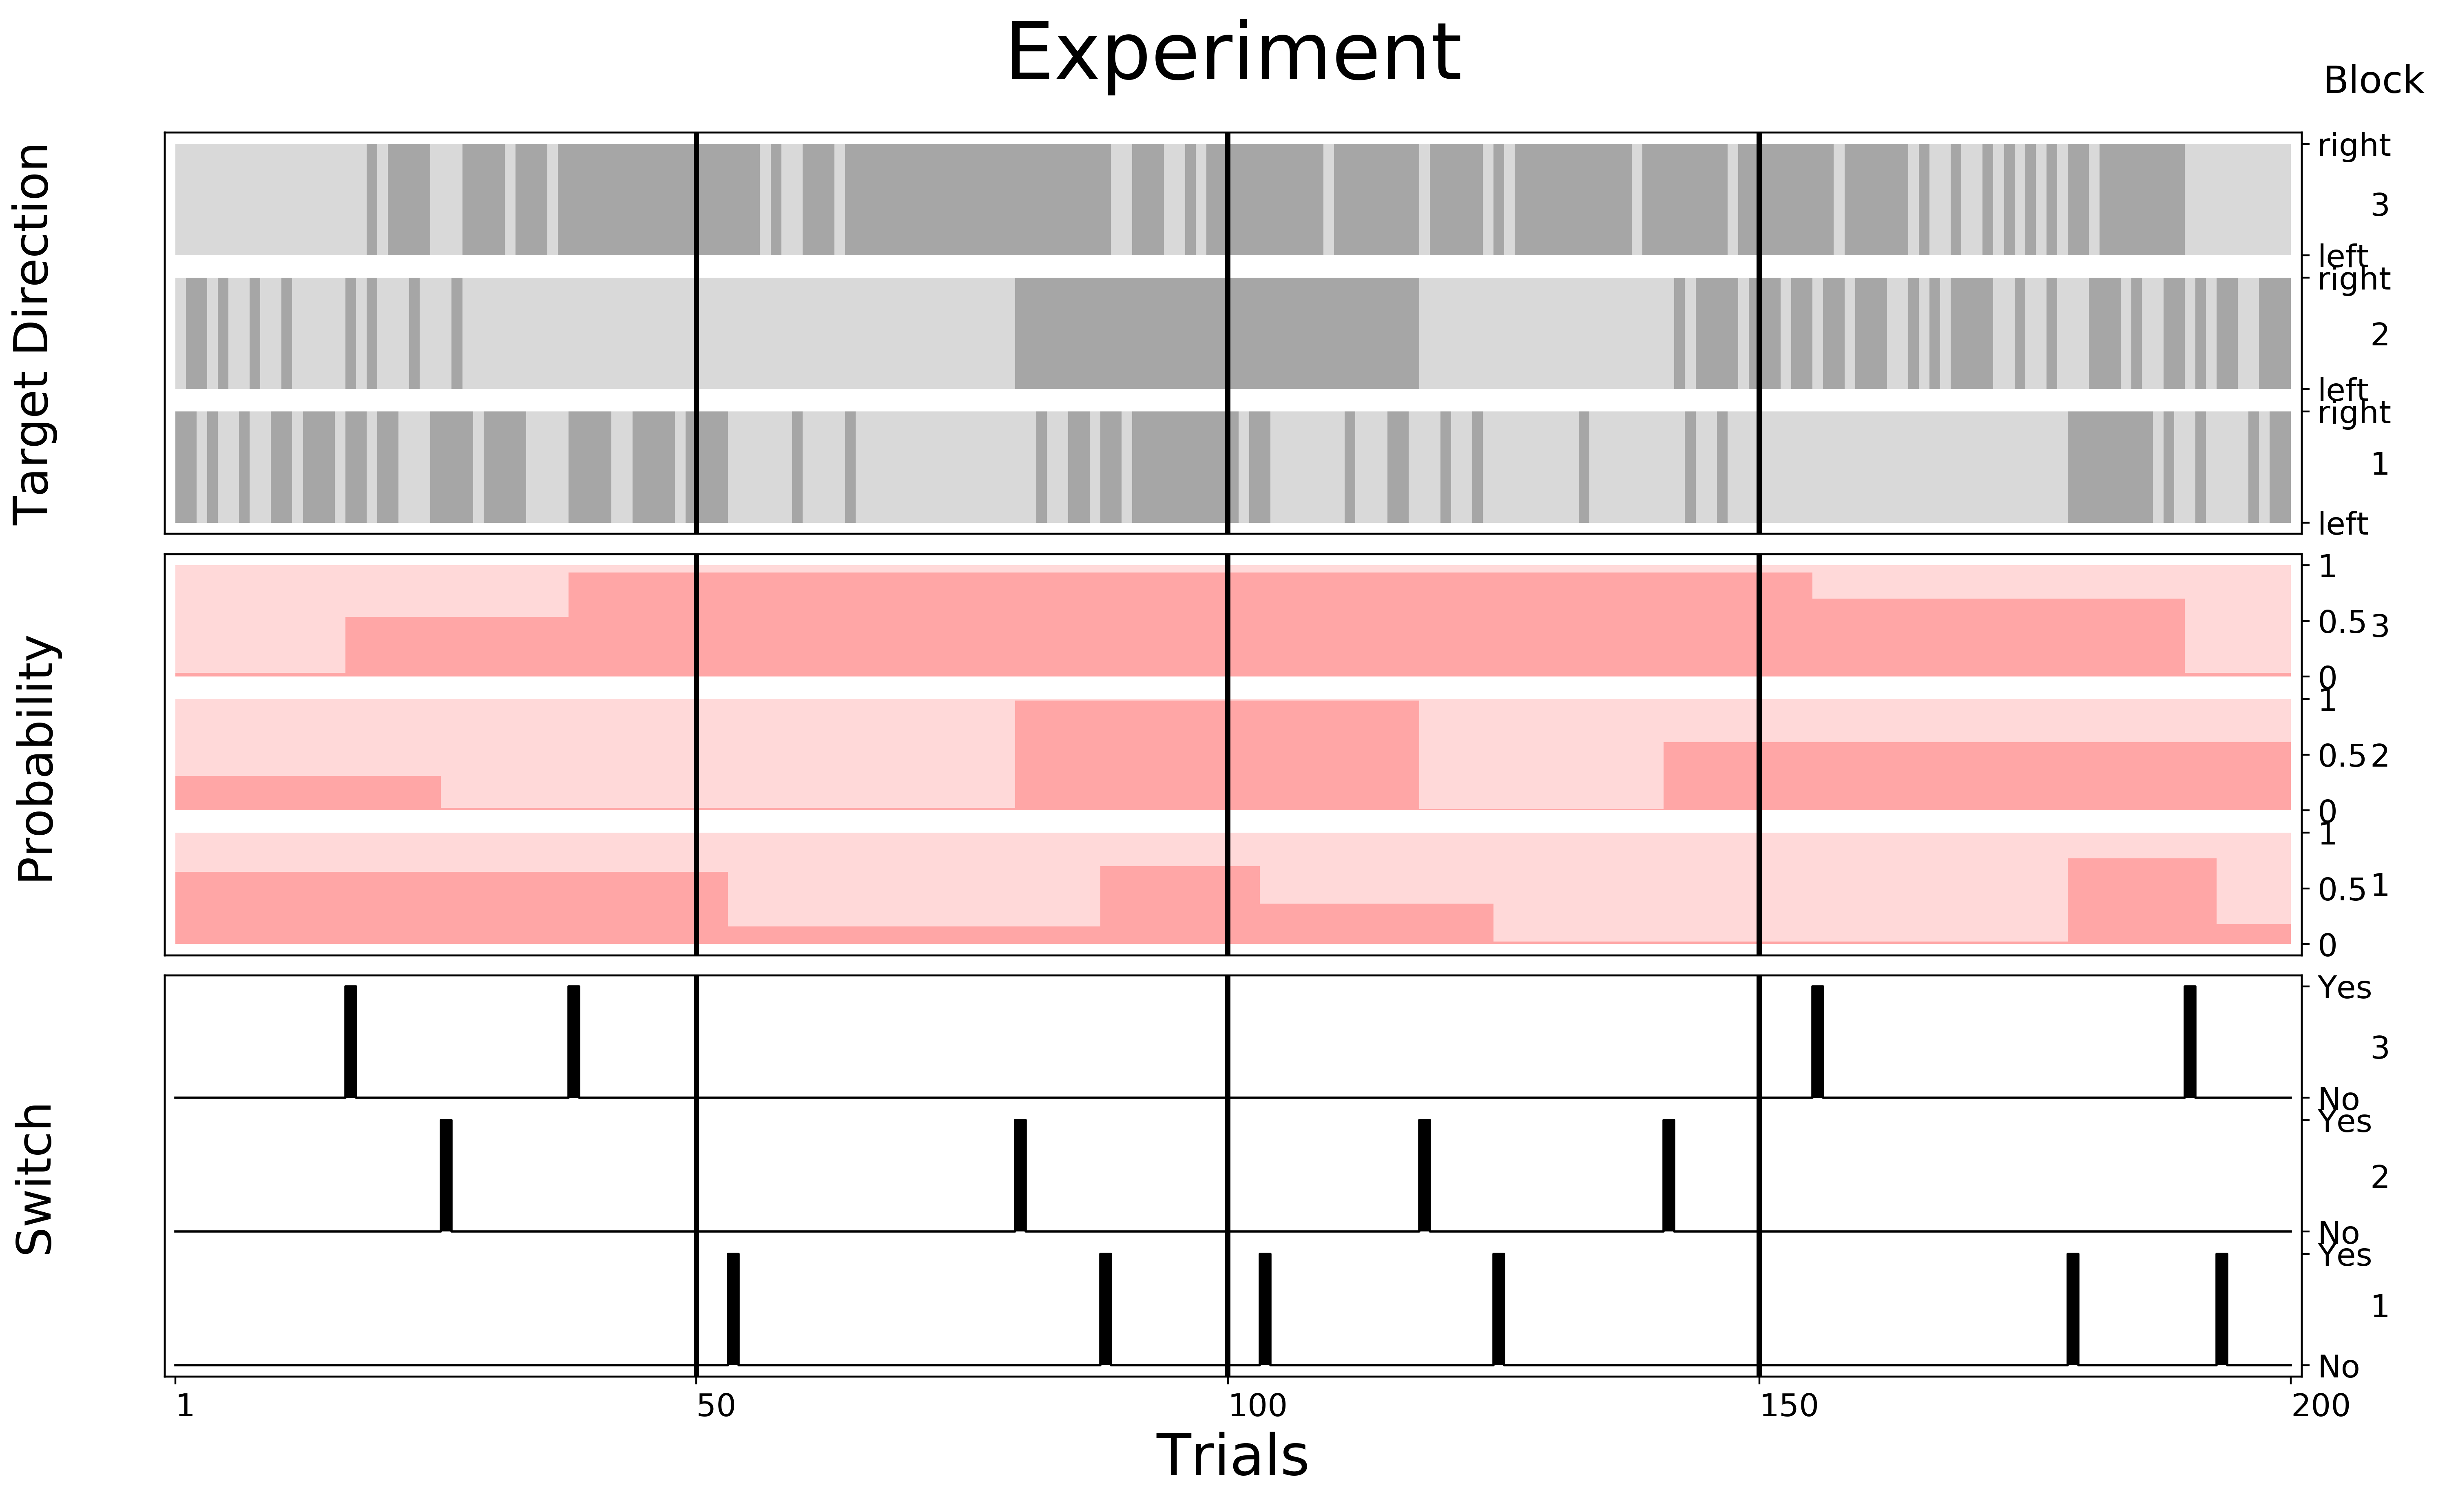 Experiment
Block
Target Direction
right
3
left
right
2
left
right
1
left
Probability
1
0.5 3
0
1
0.5 2
0
1
0.5 1
0
Switch
Yes
3
No
Yes
2
No
Yes
1
No
1 50 100 150 200
Trials